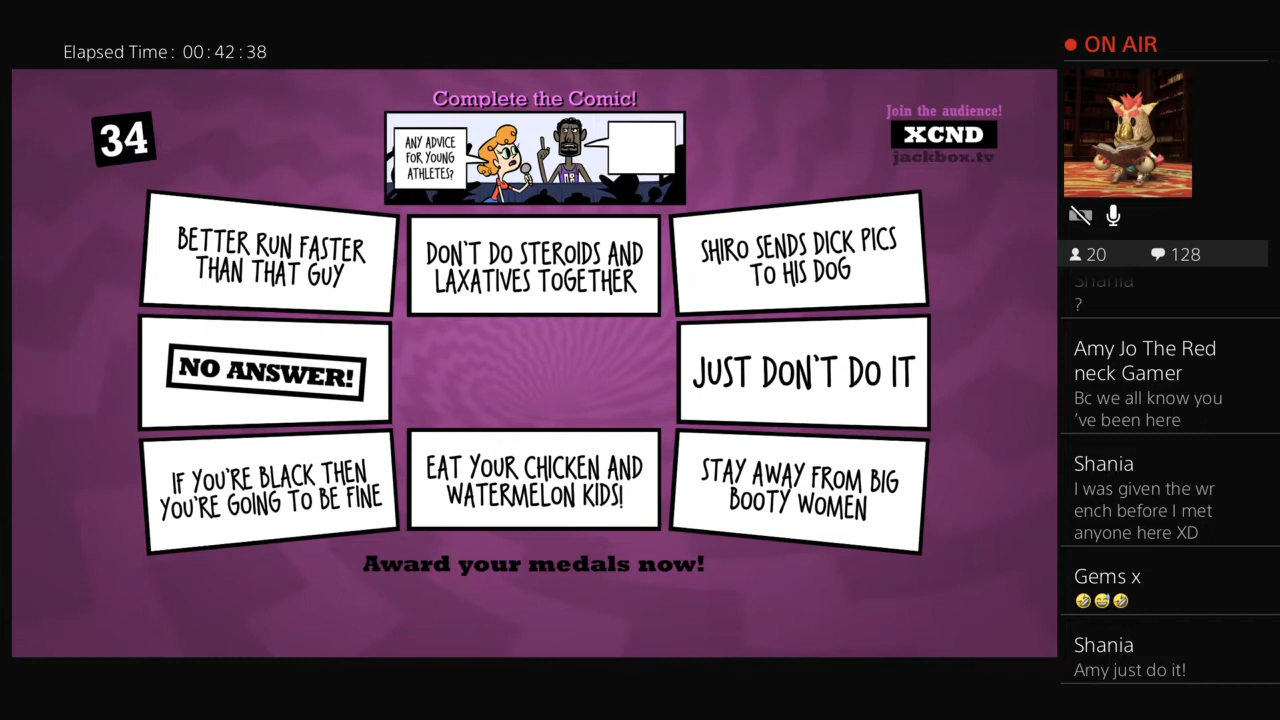 Elapsed Time: 00:42:38
ON AIR
Complete the Comic!
34
ANY ADVICE
FOR YOUNG
ATHLETES?
Join the audience!
XCND
jackbox.tv
BETTER RUN FASTER
THAN THAT GUY
DON'T DO STEROIDS AND
LAXATIVES TOGETHER
SHIRO SENDS DICK PICS
TO HIS DOG
NO ANSWER!
JUST DON'T DO IT
IF YOU'RE BLACK THEN
YOU'RE GOING TO BE FINE
EAT YOUR CHICKEN AND
WATERMELON KIDS!
STAY AWAY FROM BIG
BOOTY WOMEN
Award your medals now!
20 128
Shania
?
Amy Jo The Red
neck Gamer
Bc we all know you
've been here
Shania
I was given the wr
ench before I met
anyone here XD
Gems x
🤣😅🤣
Shania
Amy just do it!